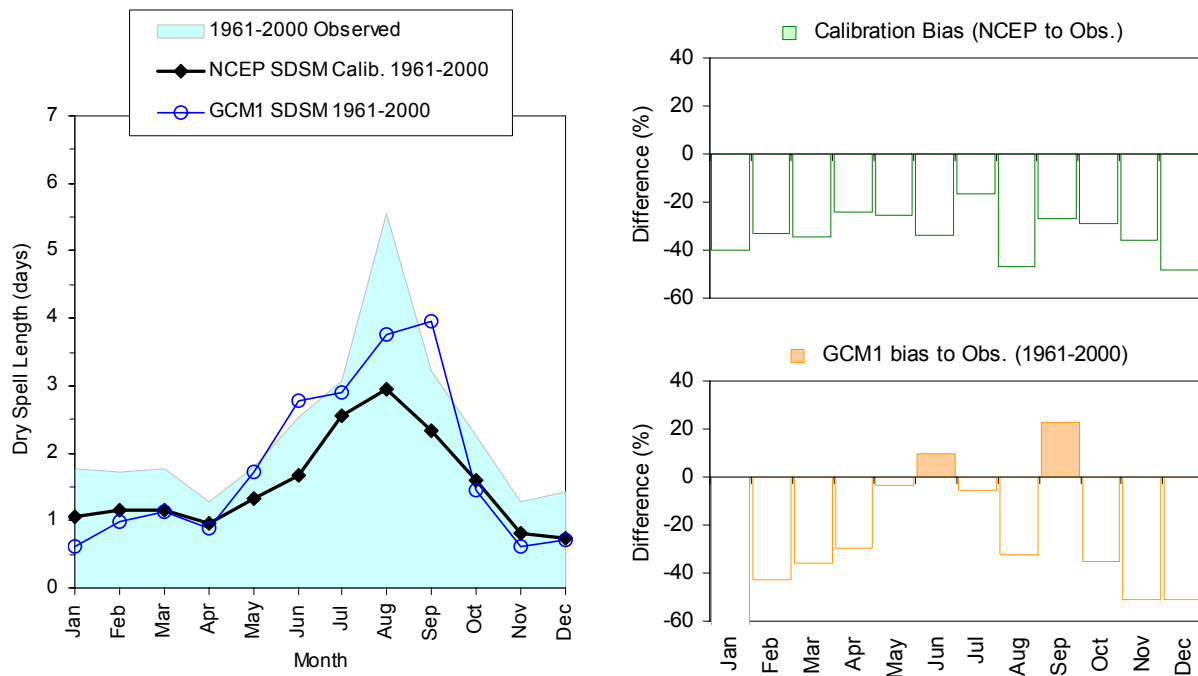 1961-2000 Observed
NCEP SDSM Calib. 1961-2000
GCM1 SDSM 1961-2000
7
6
5
4
3
2
1
0
Dry Spell Length (days)
Jan Feb Mar Apr May Jun Jul Aug Sep Oct Nov Dec
Month
Calibration Bias (NCEP to Obs.)
40
20
0
-20
-40
-60
Difference (%)
GCM1 bias to Obs. (1961-2000)
40
20
0
-20
-40
-60
Difference (%)
Jan Feb Mar Apr May Jun Jul Aug Sep Oct Nov Dec